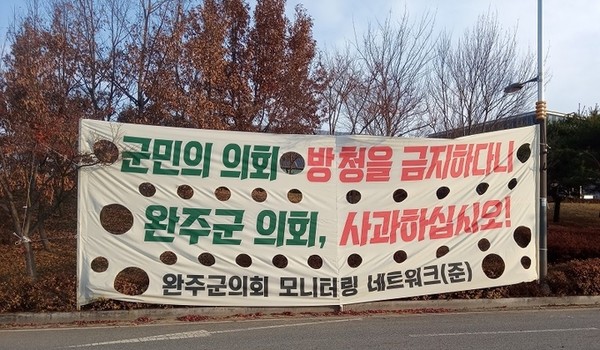 군민의 의회 방청을 금지하다니
완주군 의회, 사과하십시오!
완주군의회 모니터링 네트워크(준)